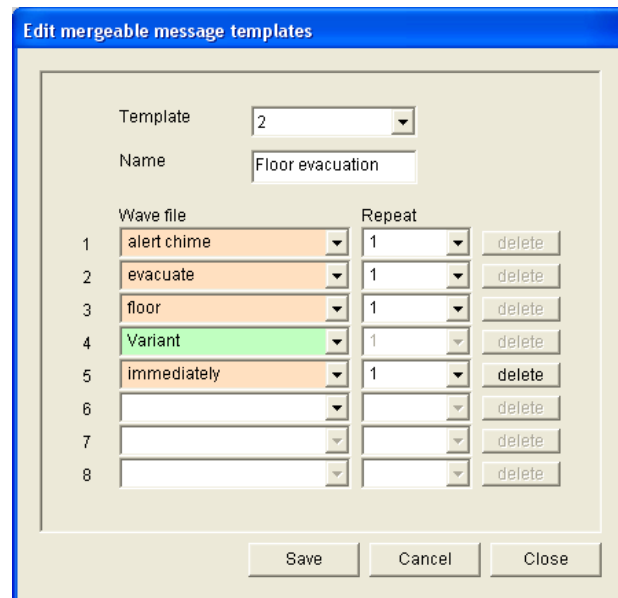 Edit mergeable message templates
Template 2
Name Floor evacuation
Wave file Repeat
1 alert chime 1 delete
2 evacuate 1 delete
3 floor 1 delete
4 Variant 1 delete
5 immediately 1 delete
6 delete
7 delete
8 delete
Save Cancel Close